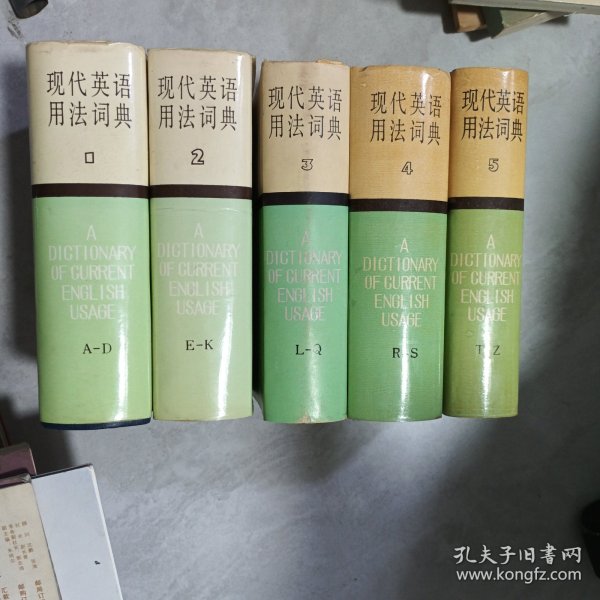 现代英语
用法词典
1
A
DICTIONARY
OF CURRENT
ENGLISH
USAGE
A-D
现代英语
用法词典
2
A
DICTIONARY
OF CURRENT
ENGLISH
USAGE
E-K
现代英语
用法词典
3
A
DICTIONARY
OF CURRENT
ENGLISH
USAGE
L-Q
现代英语
用法词典
4
A
DICTIONARY
OF CURRENT
ENGLISH
USAGE
R-S
现代英语
用法词典
5
A
DICTIONARY
OF CURRENT
ENGLISH
USAGE
T-Z
孔夫子旧书网
www.kongfz.com